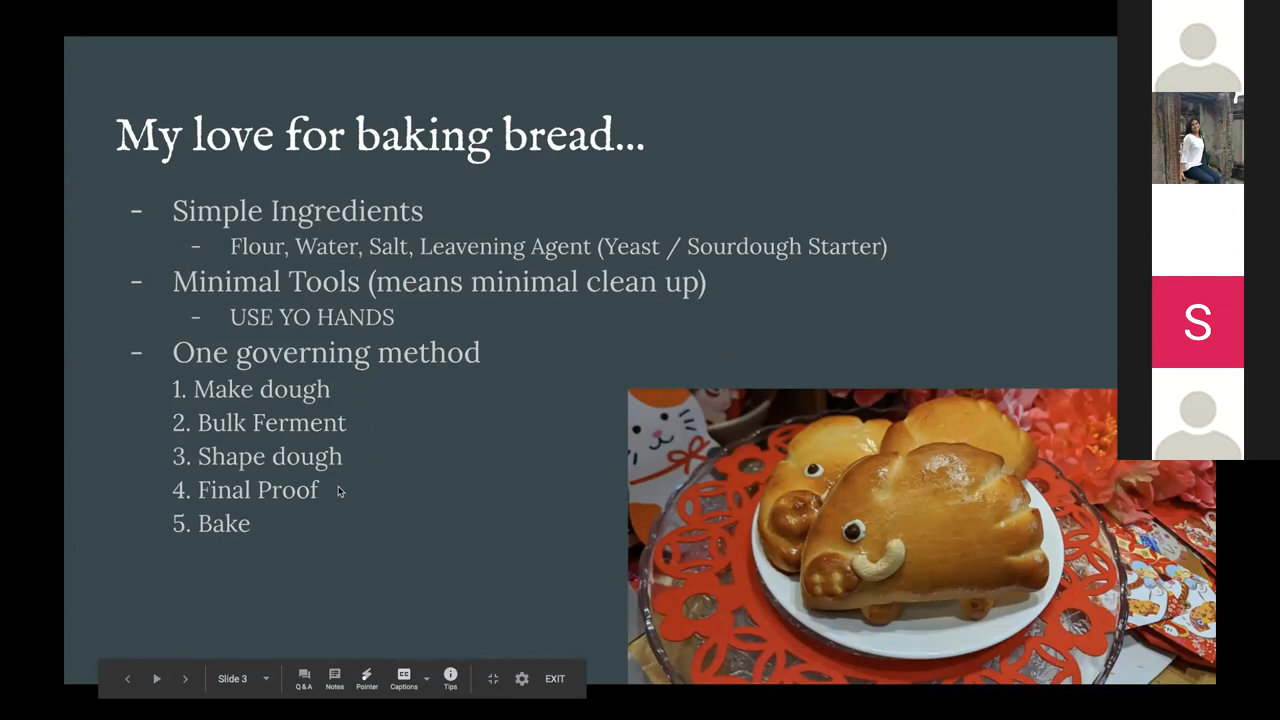 My love for baking bread...
- Simple Ingredients
- Flour, Water, Salt, Leavening Agent (Yeast / Sourdough Starter)
- Minimal Tools (means minimal clean up)
- USE YO HANDS
- One governing method
1. Make dough
2. Bulk Ferment
3. Shape dough
4. Final Proof
5. Bake
S
Slide 3
Q&A
Notes
Pointer
Captions
Tips
EXIT